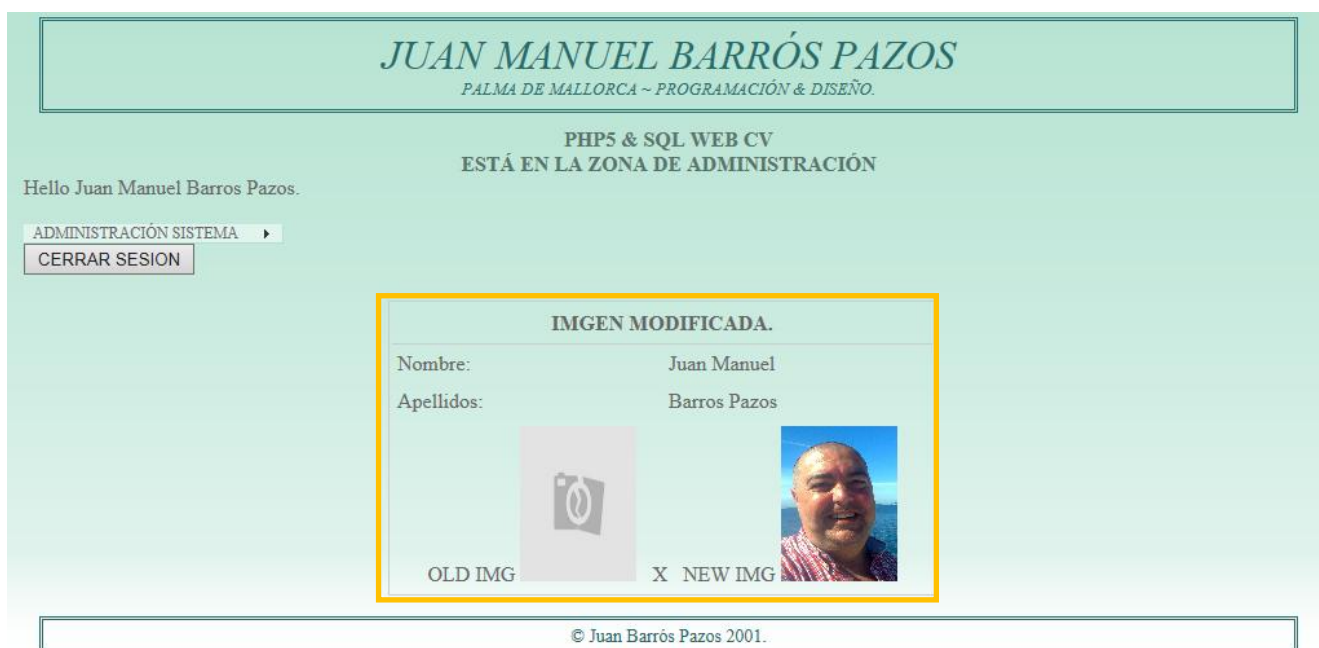 JUAN MANUEL BARRÓS PAZOS
PALMA DE MALLORCA ~ PROGRAMACIÓN & DISEÑO.
PHP5 & SQL WEB CV
ESTÁ EN LA ZONA DE ADMINISTRACIÓN
Hello Juan Manuel Barros Pazos.
ADMINISTRACIÓN SISTEMA
CERRAR SESION
IMGEN MODIFICADA.
Nombre: Juan Manuel
Apellidos: Barros Pazos
OLD IMG X NEW IMG
© Juan Barrós Pazos 2001.